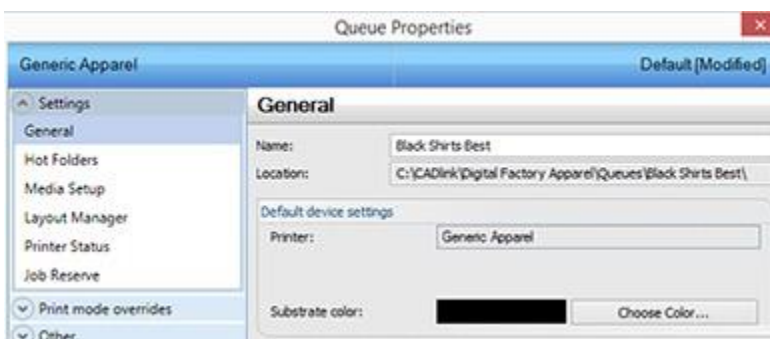 Queue Properties
Generic Apparel Default [Modified]
Settings
General
Hot Folders
Media Setup
Layout Manager
Printer Status
Job Reserve
Print mode overrides
Other
General
Name: Black Shirts Best
Location: C:\CADlink\Digital Factory Apparel\Queues\Black Shirts Best\
Default device settings
Printer: Generic Apparel
Substrate color: Choose Color...